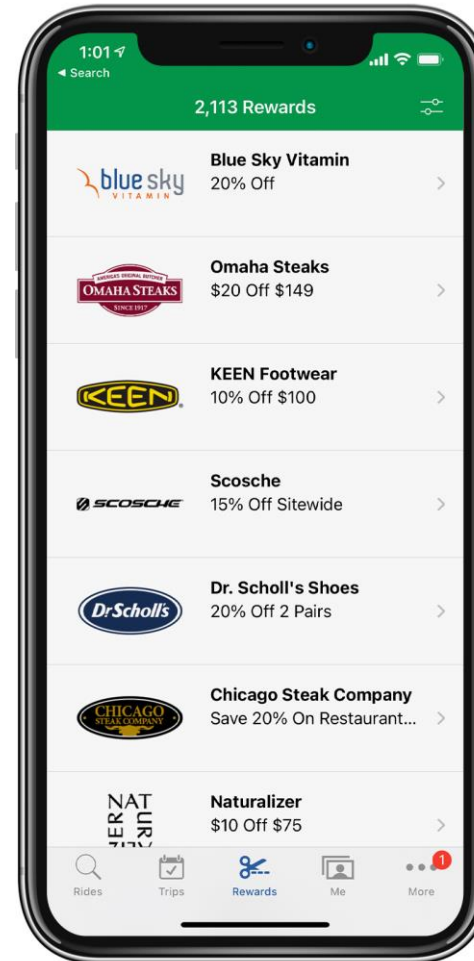 1:01
◀ Search
2,113 Rewards
blue sky
VITAMIN
Blue Sky Vitamin
20% Off
AMERICA'S ORIGINAL BUTCHER
OMAHA STEAKS
SINCE 1917
Omaha Steaks
$20 Off $149
KEEN
KEEN Footwear
10% Off $100
SCOSCHE
Scosche
15% Off Sitewide
Dr Scholl's
Dr. Scholl's Shoes
20% Off 2 Pairs
CHICAGO
STEAK COMPANY
Chicago Steak Company
Save 20% On Restaurant...
NAT
Naturalizer
$10 Off $75
1
Rides
Trips
Rewards
Me
More